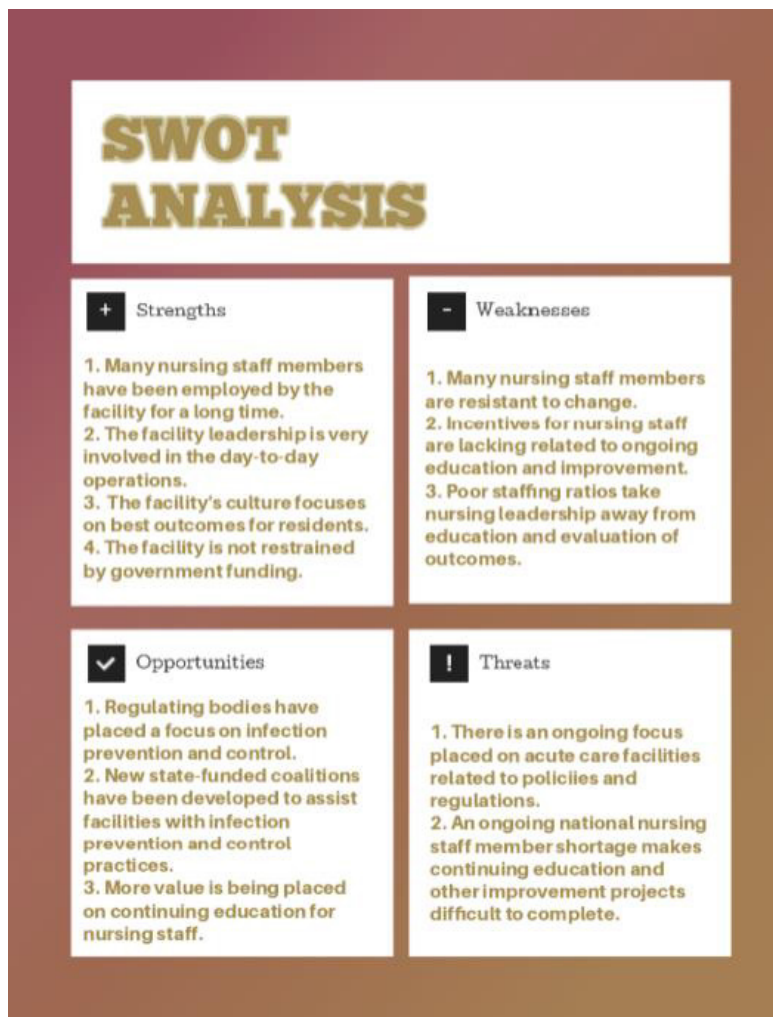 SWOT
ANALYSIS
+ Strengths
1. Many nursing staff members
have been employed by the
facility for a long time.
2. The facility leadership is very
involved in the day-to-day
operations.
3. The facility's culture focuses
on best outcomes for residents.
4. The facility is not restrained
by government funding.
- Weaknesses
1. Many nursing staff members
are resistant to change.
2. Incentives for nursing staff
are lacking related to ongoing
education and improvement.
3. Poor staffing ratios take
nursing leadership away from
education and evaluation of
outcomes.
Opportunities
1. Regulating bodies have
placed a focus on infection
prevention and control.
2. New state-funded coalitions
have been developed to assist
facilities with infection
prevention and control
practices.
3. More value is being placed
on continuing education for
nursing staff.
! Threats
1. There is an ongoing focus
placed on acute care facilities
related to policiies and
regulations.
2. An ongoing national nursing
staff member shortage makes
continuing education and
other improvement projects
difficult to complete.